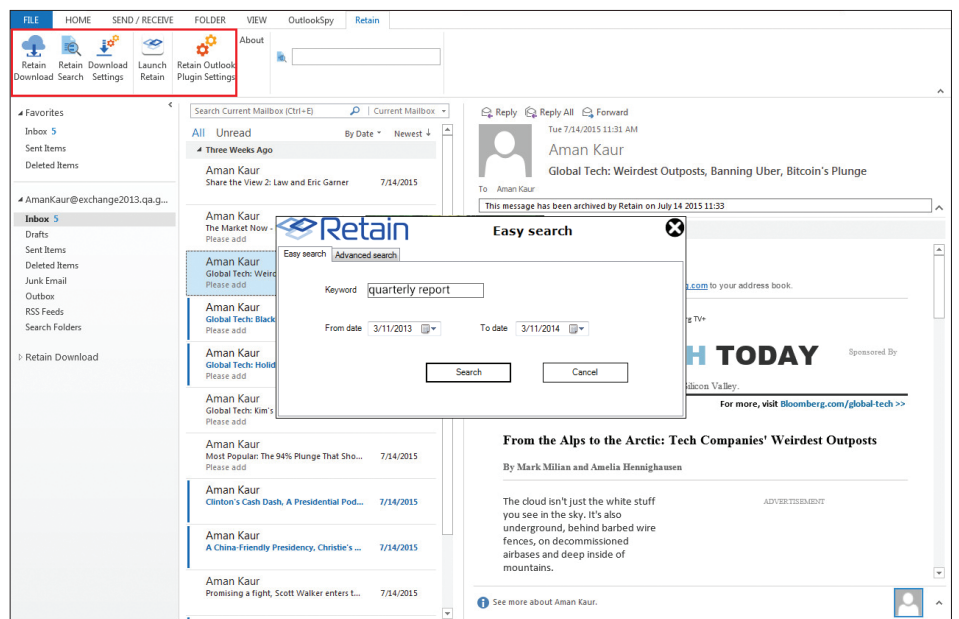 FILE HOME SEND / RECEIVE FOLDER VIEW OutlookSpy Retain
Retain Download
Retain Search
Download Settings
Launch Retain
Retain Outlook Plugin Settings
About
Favorites
Inbox 5
Sent Items
Deleted Items
AmanKaur@exchange2013.qa.g...
Inbox 5
Drafts
Sent Items
Deleted Items
Junk Email
Outbox
RSS Feeds
Search Folders
Retain Download
Search Current Mailbox (Ctrl+E) Current Mailbox
All Unread By Date Newest ↓
Three Weeks Ago
Aman Kaur
Share the View 2: Law and Eric Garner 7/14/2015
Aman Kaur
The Market Now -
Please add
Aman Kaur
Global Tech: Weird
Please add
Aman Kaur
Global Tech: Black
Please add
Aman Kaur
Global Tech: Holid
Please add
Aman Kaur
Global Tech: Kim's
Please add
Aman Kaur
Most Popular: The 94% Plunge That Sho... 7/14/2015
Please add
Aman Kaur
Clinton's Cash Dash, A Presidential Pod... 7/14/2015
Aman Kaur
A China-Friendly Presidency, Christie's ... 7/14/2015
Aman Kaur
Promising a fight, Scott Walker enters t... 7/14/2015
Retain Easy search
Easy search Advanced search
Keyword quarterly report
From date 3/11/2013 To date 3/11/2014
Search Cancel
Reply Reply All Forward
Tue 7/14/2015 11:31 AM
Aman Kaur
Global Tech: Weirdest Outposts, Banning Uber, Bitcoin's Plunge
To Aman Kaur
This message has been archived by Retain on July 14 2015 11:33
.com to your address book.
rg TV+
H TODAY Sponsored By
Silicon Valley.
For more, visit Bloomberg.com/global-tech >>
From the Alps to the Arctic: Tech Companies' Weirdest Outposts
By Mark Milian and Amelia Hennighausen
The cloud isn't just the white stuff
you see in the sky. It's also
underground, behind barbed wire
fences, on decommissioned
airbases and deep inside of
mountains.
ADVERTISEMENT
See more about Aman Kaur.